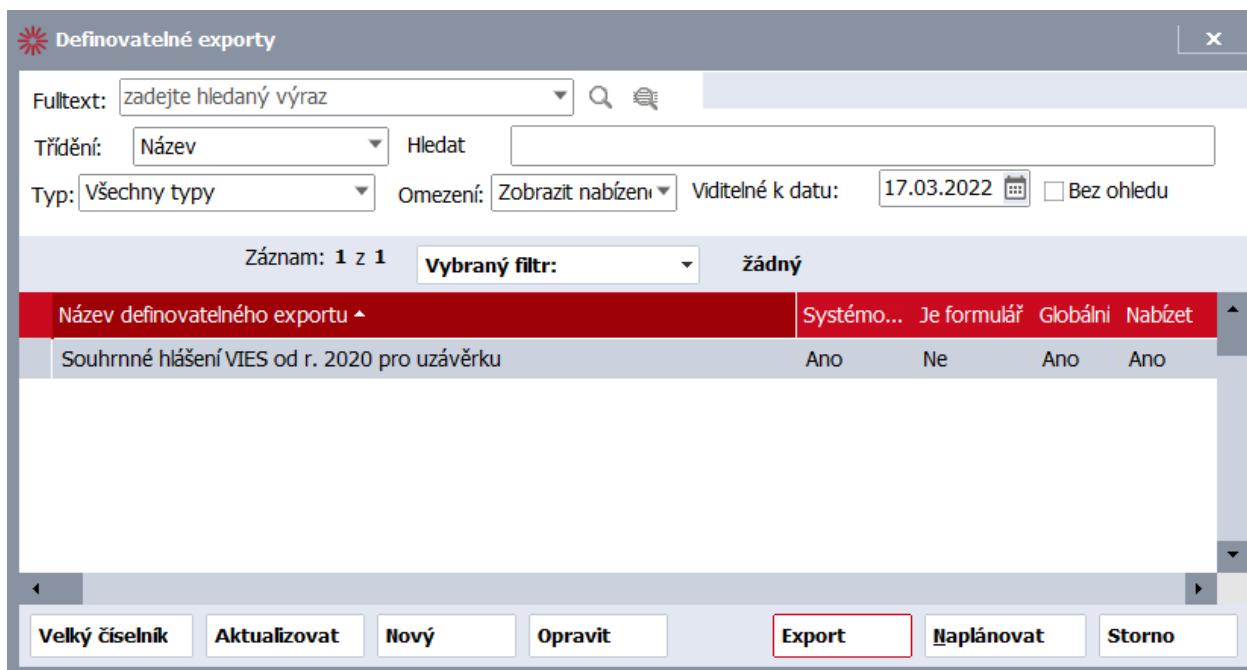 Definovatelné exporty x
Fulltext: zadejte hledaný výraz
Třídění: Název Hledat
Typ: Všechny typy Omezení: Zobrazit nabízen Viditelné k datu: 17.03.2022 Bez ohledu
Záznam: 1 z 1 Vybraný filtr: žádný
Název definovatelného exportu Systémo... Je formulář Globálni Nabízet
Souhrnné hlášení VIES od r. 2020 pro uzávěrku Ano Ne Ano Ano
Velký číselník Aktualizovat Nový Opravit Export Naplánovat Storno